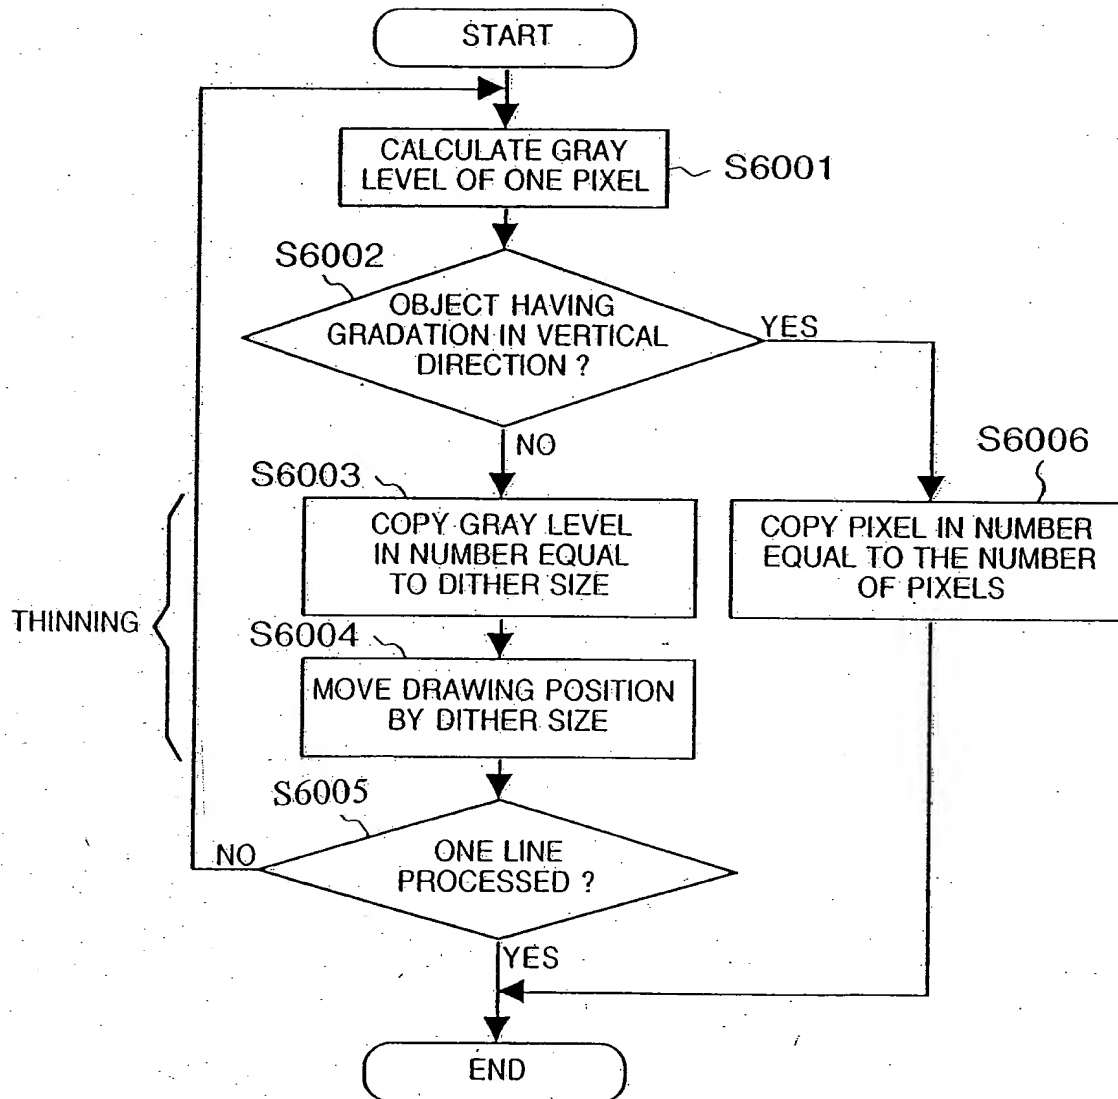 START
CALCULATE GRAY
LEVEL OF ONE PIXEL
S6001
S6002
OBJECT HAVING
GRADATION IN VERTICAL
DIRECTION ?
YES
NO
S6003
S6006
COPY GRAY LEVEL
IN NUMBER EQUAL
TO DITHER SIZE
COPY PIXEL IN NUMBER
EQUAL TO THE NUMBER
OF PIXELS
THINNING
S6004
MOVE DRAWING POSITION
BY DITHER SIZE
S6005
NO
ONE LINE
PROCESSED ?
YES
END